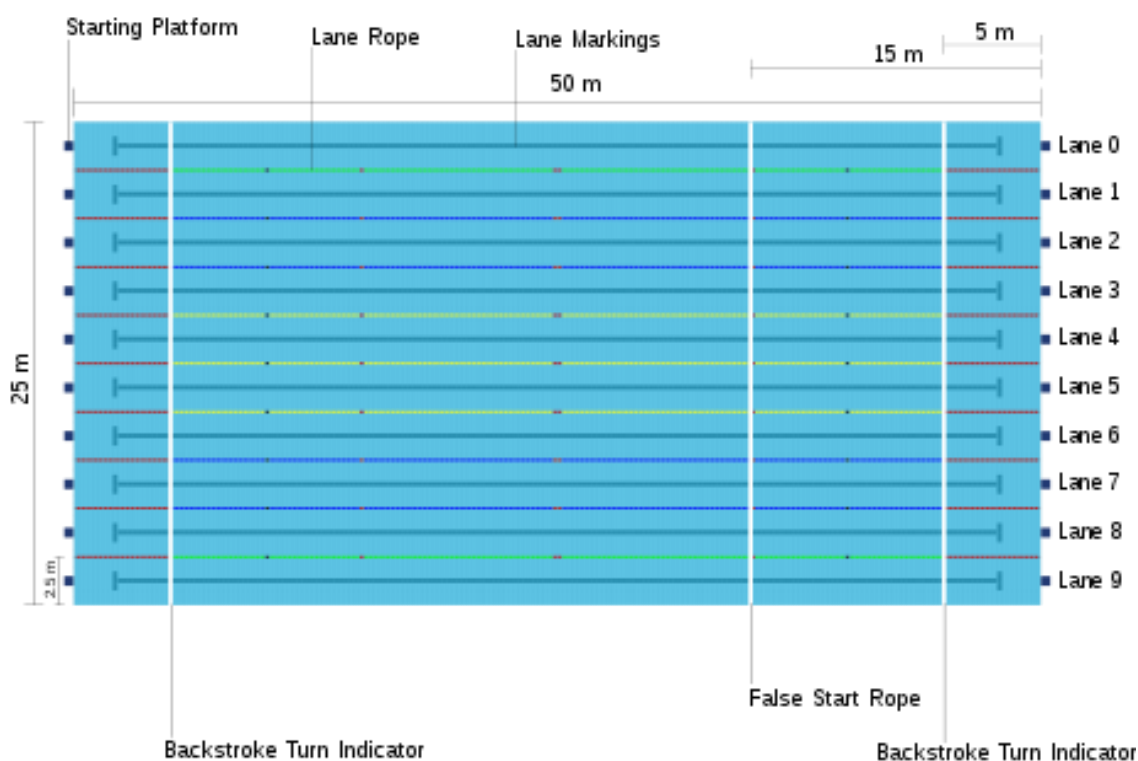 Starting Platform
Lane Rope
Lane Markings
5 m
15 m
50 m
25 m
2.5 m
Lane 0
Lane 1
Lane 2
Lane 3
Lane 4
Lane 5
Lane 6
Lane 7
Lane 8
Lane 9
False Start Rope
Backstroke Turn Indicator
Backstroke Turn Indicator